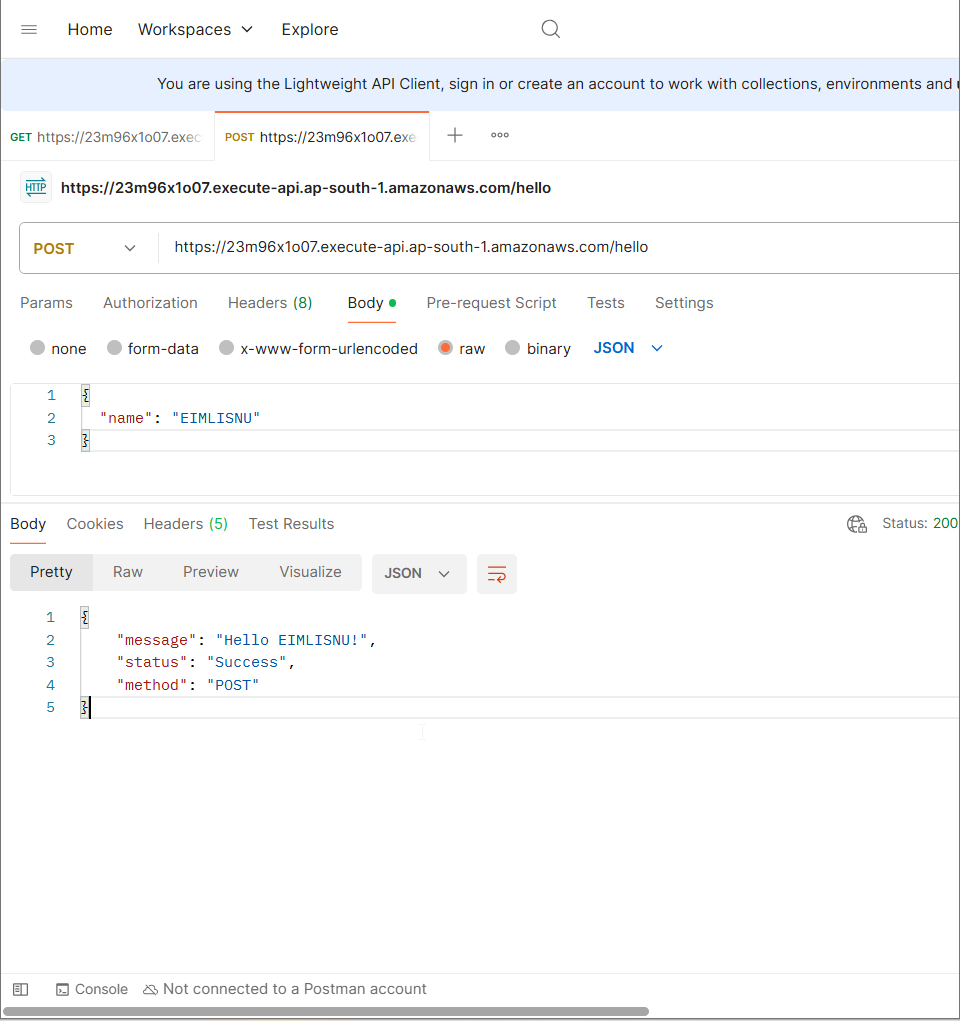 Home Workspaces Explore
You are using the Lightweight API Client, sign in or create an account to work with collections, environments and
GET https://23m96x1o07.exec
POST https://23m96x1o07.exe
HTTP https://23m96x1o07.execute-api.ap-south-1.amazonaws.com/hello
POST https://23m96x1o07.execute-api.ap-south-1.amazonaws.com/hello
Params Authorization Headers (8) Body Pre-request Script Tests Settings
none form-data x-www-form-urlencoded raw binary JSON
1 {
2 "name": "EIMLISNU"
3 }
Body Cookies Headers (5) Test Results Status: 200
Pretty Raw Preview Visualize JSON
1 {
2 "message": "Hello EIMLISNU!",
3 "status": "Success",
4 "method": "POST"
5 }
Console Not connected to a Postman account